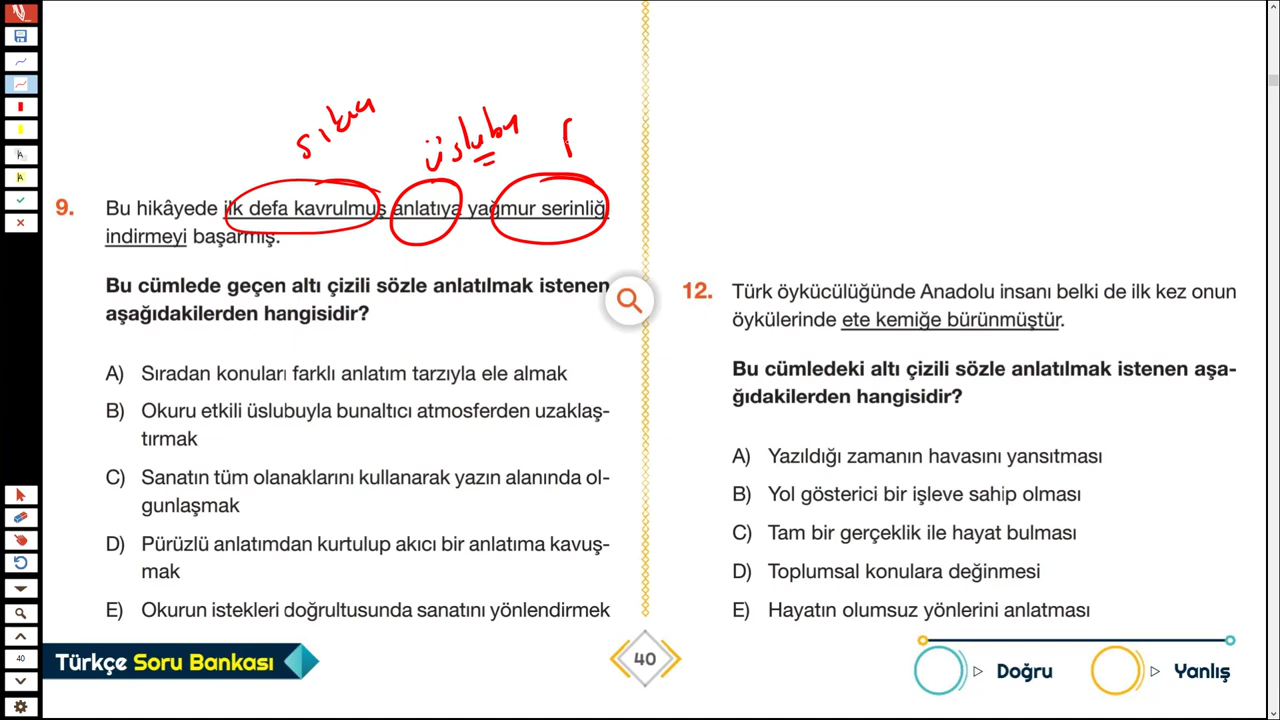 üslubu
9. Bu hikâyede ilk defa kavrulmuş anlatıya yağmur serinliği
indirmeyi başarmış.
Bu cümlede geçen altı çizili sözle anlatılmak istenen
aşağıdakilerden hangisidir?
A) Sıradan konuları farklı anlatım tarzıyla ele almak
B) Okuru etkili üslubuyla bunaltıcı atmosferden uzaklaş-
tırmak
C) Sanatın tüm olanaklarını kullanarak yazın alanında ol-
gunlaşmak
D) Pürüzlü anlatımdan kurtulup akıcı bir anlatıma kavuş-
mak
E) Okurun istekleri doğrultusunda sanatını yönlendirmek
12. Türk öykücülüğünde Anadolu insanı belki de ilk kez onun
öykülerinde ete kemiğe bürünmüştür.
Bu cümledeki altı çizili sözle anlatılmak istenen aşa-
ğıdakilerden hangisidir?
A) Yazıldığı zamanın havasını yansıtması
B) Yol gösterici bir işleve sahip olması
C) Tam bir gerçeklik ile hayat bulması
D) Toplumsal konulara değinmesi
E) Hayatın olumsuz yönlerini anlatması
Türkçe Soru Bankası
40
Doğru
Yanlış
40